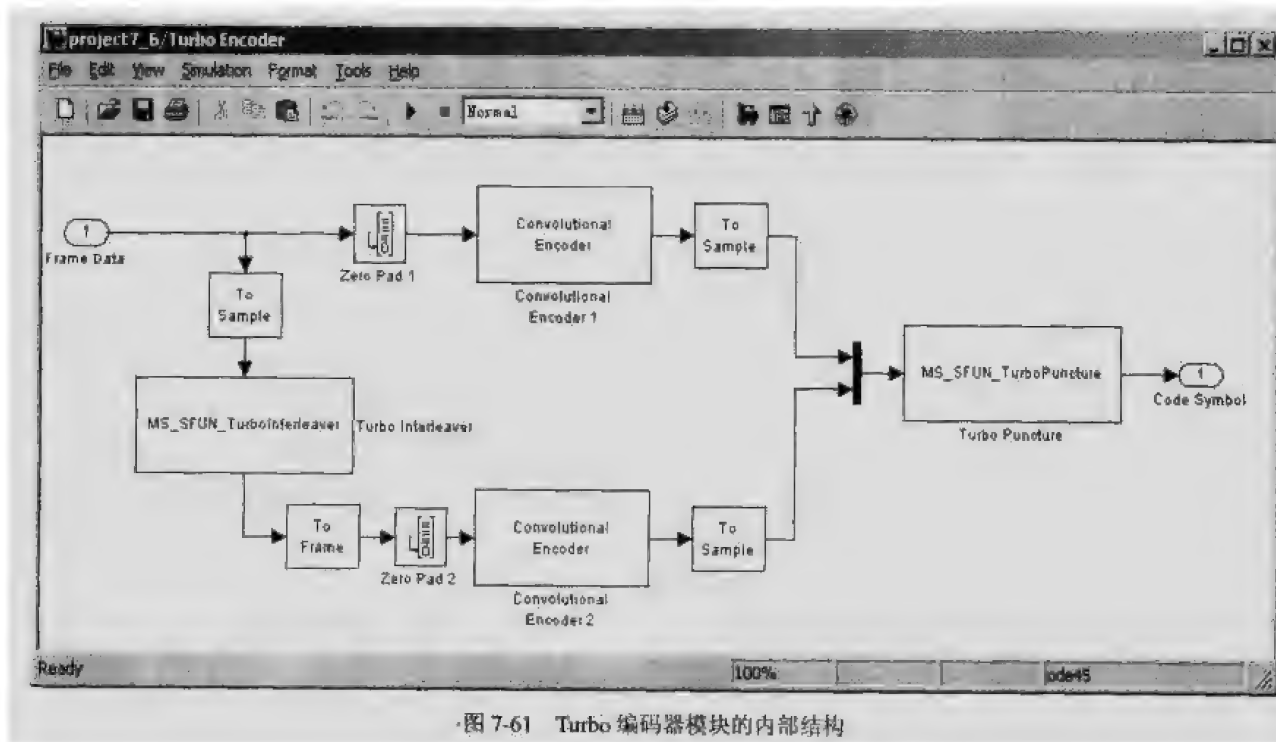 project7_6/Turbo Encoder
File Edit View Simulation Format Tools Help
Normal
1
Frame Data
Zero Pad 1
Convolutional
Encoder
Convolutional
Encoder 1
To
Sample
To
Sample
MS_SFUN_TurboInterleaver
Turbo Interleaver
MS_SFUN_TurboPuncture
Turbo Puncture
1
Code Symbol
To
Frame
Zero Pad 2
Convolutional
Encoder
Convolutional
Encoder 2
To
Sample
Ready
100%
ode45
图 7-61 Turbo 编码器模块的内部结构